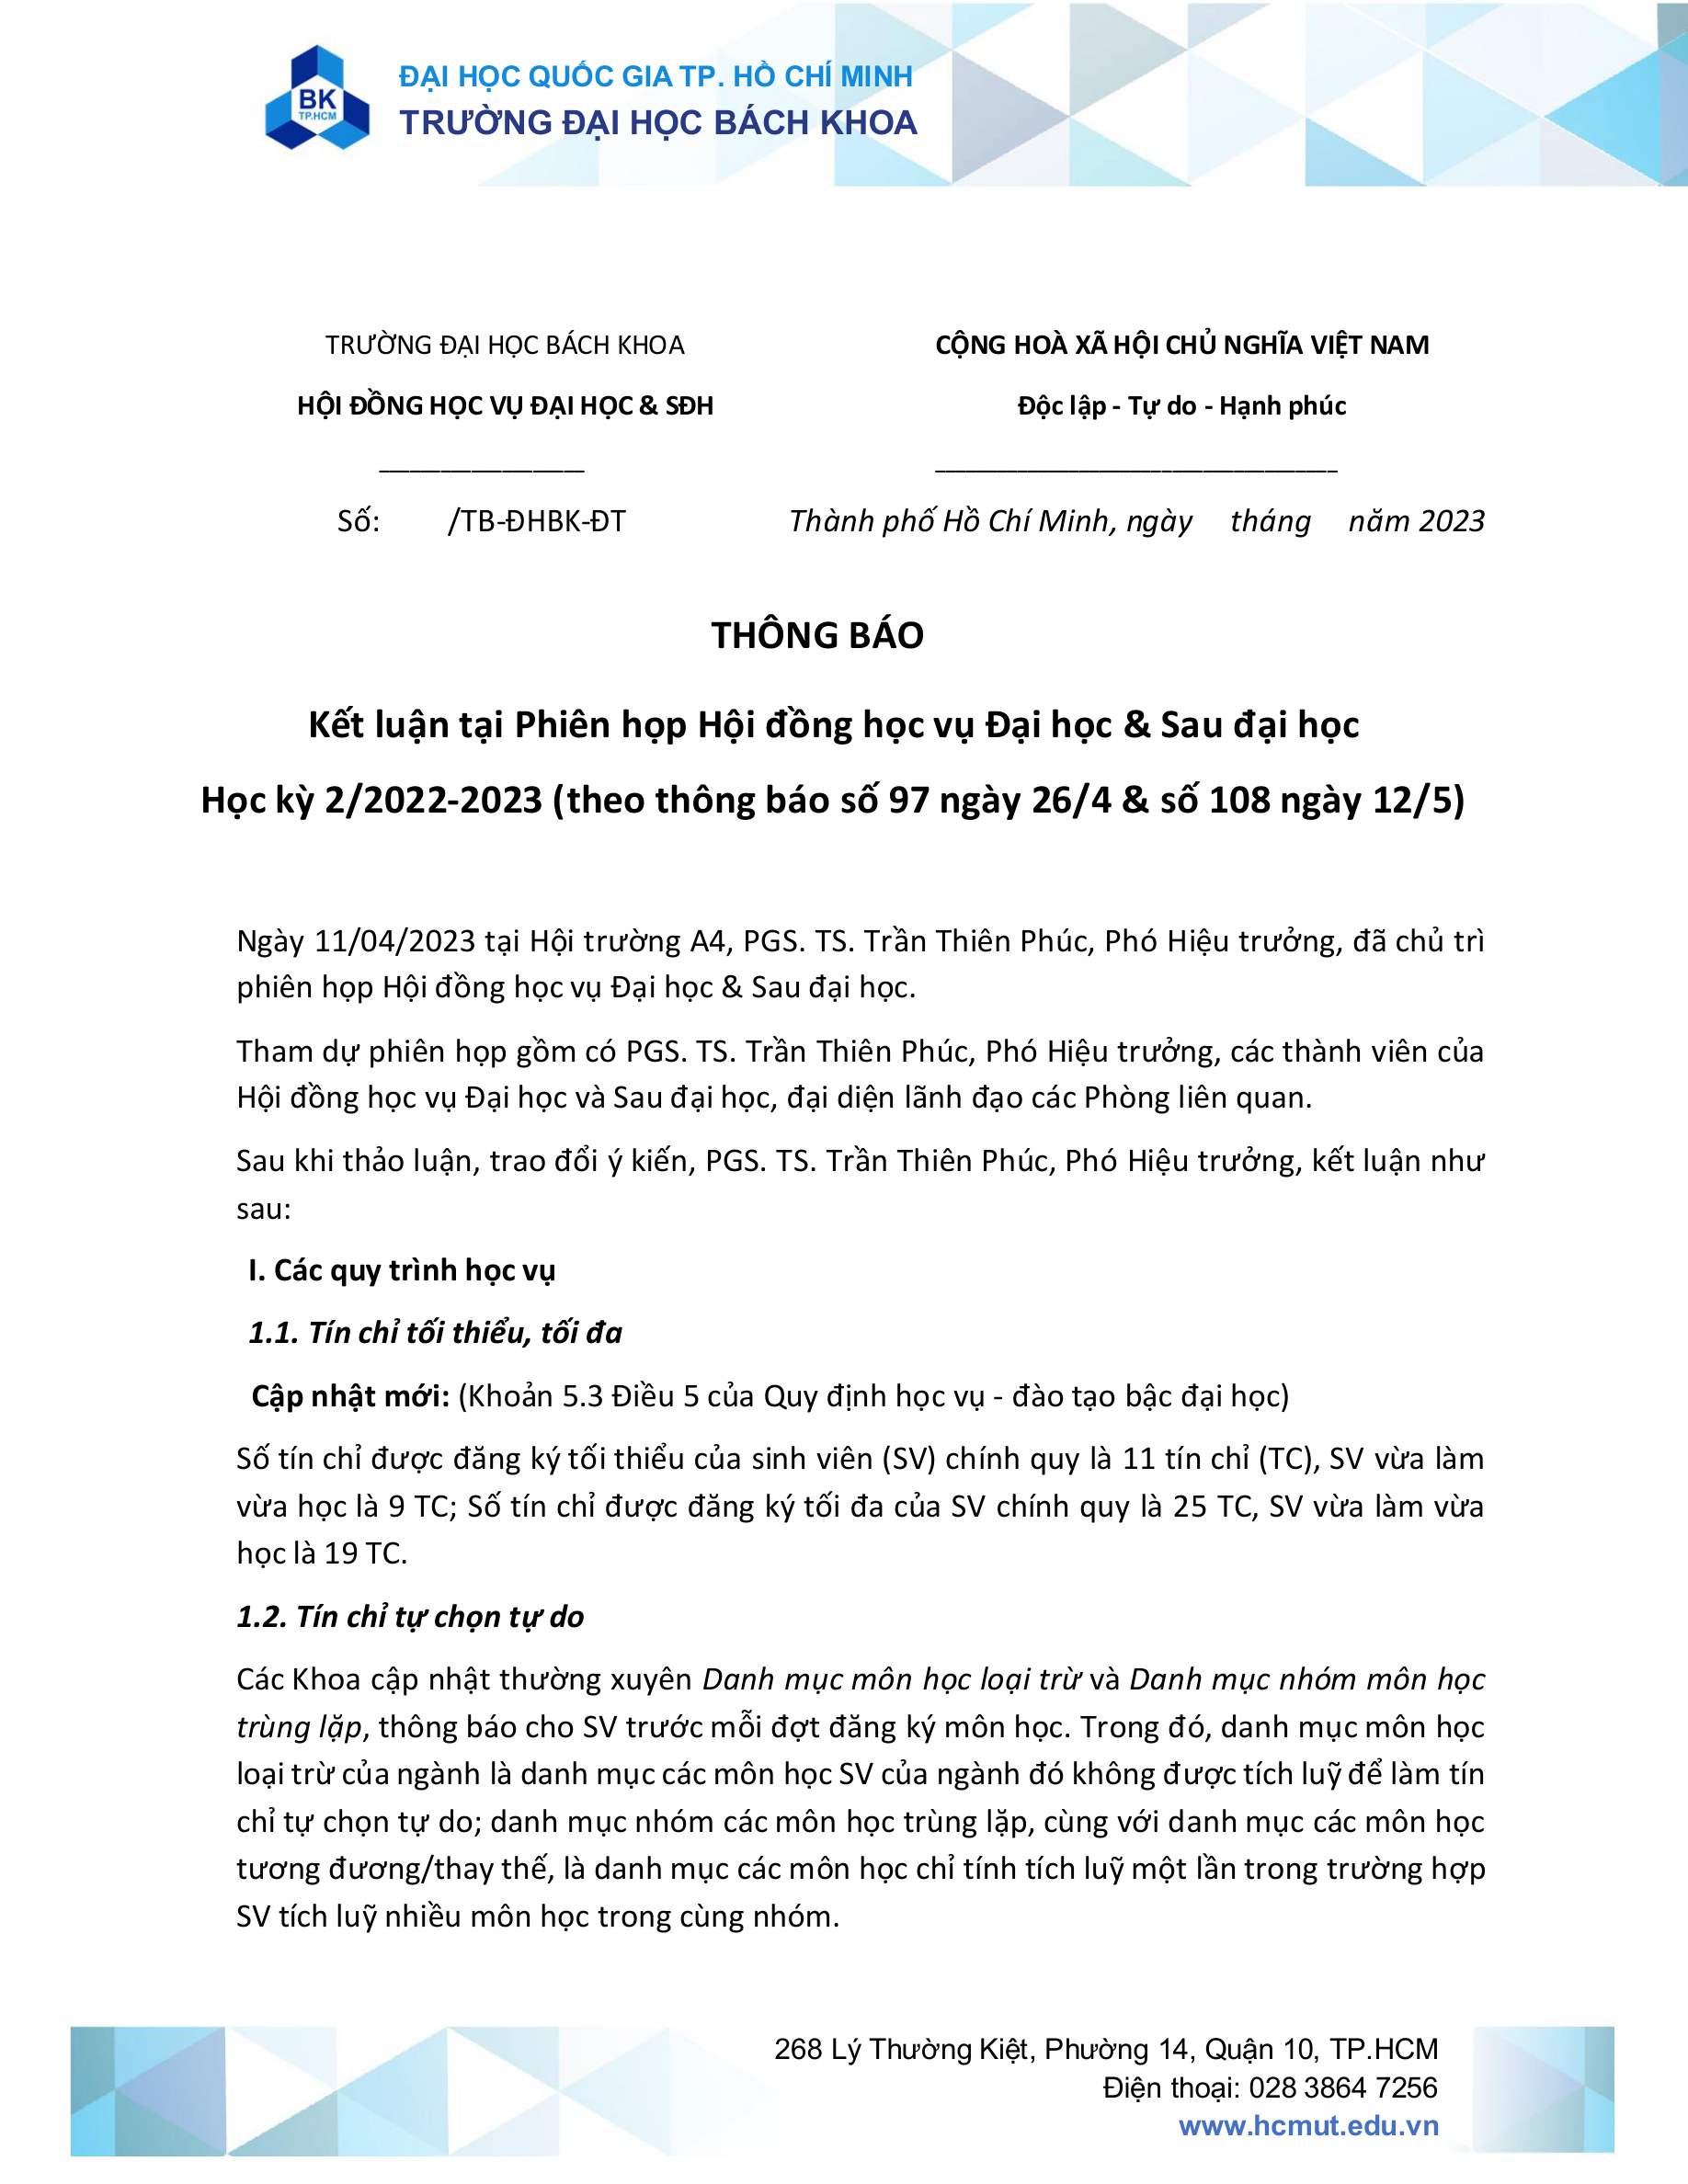 BK
TP.HCM
ĐẠI HỌC QUỐC GIA TP. HỒ CHÍ MINH
TRƯỜNG ĐẠI HỌC BÁCH KHOA
TRƯỜNG ĐẠI HỌC BÁCH KHOA
HỘI ĐỒNG HỌC VỤ ĐẠI HỌC & SĐH
CỘNG HOÀ XÃ HỘI CHỦ NGHĨA VIỆT NAM
Độc lập - Tự do - Hạnh phúc
Số: /TB-ĐHBK-ĐT
Thành phố Hồ Chí Minh, ngày tháng năm 2023
THÔNG BÁO
Kết luận tại Phiên họp Hội đồng học vụ Đại học & Sau đại học
Học kỳ 2/2022-2023 (theo thông báo số 97 ngày 26/4 & số 108 ngày 12/5)
Ngày 11/04/2023 tại Hội trường A4, PGS. TS. Trần Thiên Phúc, Phó Hiệu trưởng, đã chủ trì
phiên họp Hội đồng học vụ Đại học & Sau đại học.
Tham dự phiên họp gồm có PGS. TS. Trần Thiên Phúc, Phó Hiệu trưởng, các thành viên của
Hội đồng học vụ Đại học và Sau đại học, đại diện lãnh đạo các Phòng liên quan.
Sau khi thảo luận, trao đổi ý kiến, PGS. TS. Trần Thiên Phúc, Phó Hiệu trưởng, kết luận như
sau:
I. Các quy trình học vụ
1.1. Tín chỉ tối thiểu, tối đa
Cập nhật mới: (Khoản 5.3 Điều 5 của Quy định học vụ - đào tạo bậc đại học)
Số tín chỉ được đăng ký tối thiểu của sinh viên (SV) chính quy là 11 tín chỉ (TC), SV vừa làm
vừa học là 9 TC; Số tín chỉ được đăng ký tối đa của SV chính quy là 25 TC, SV vừa làm vừa
học là 19 TC.
1.2. Tín chỉ tự chọn tự do
Các Khoa cập nhật thường xuyên Danh mục môn học loại trừ và Danh mục nhóm môn học
trùng lặp, thông báo cho SV trước mỗi đợt đăng ký môn học. Trong đó, danh mục môn học
loại trừ của ngành là danh mục các môn học SV của ngành đó không được tích luỹ để làm tín
chỉ tự chọn tự do; danh mục nhóm các môn học trùng lặp, cùng với danh mục các môn học
tương đương/thay thế, là danh mục các môn học chỉ tính tích luỹ một lần trong trường hợp
SV tích luỹ nhiều môn học trong cùng nhóm.
268 Lý Thường Kiệt, Phường 14, Quận 10, TP.HCM
Điện thoại: 028 3864 7256
www.hcmut.edu.vn